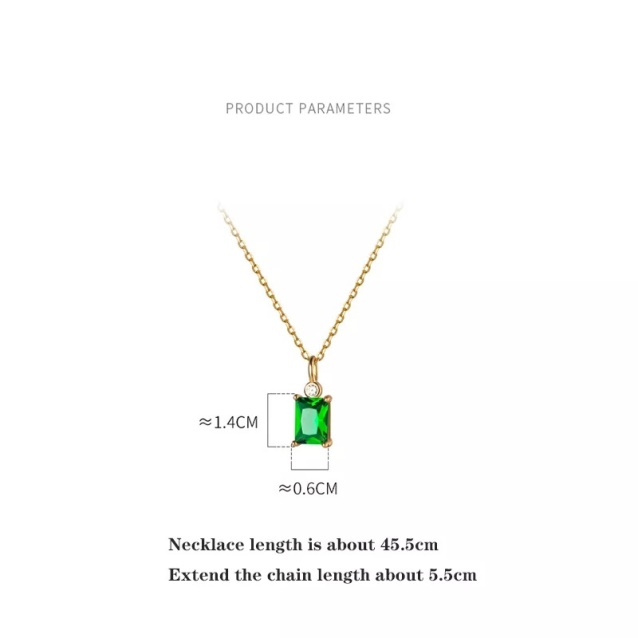 PRODUCT PARAMETERS
≈1.4CM
≈0.6CM
Necklace length is about 45.5cm
Extend the chain length about 5.5cm